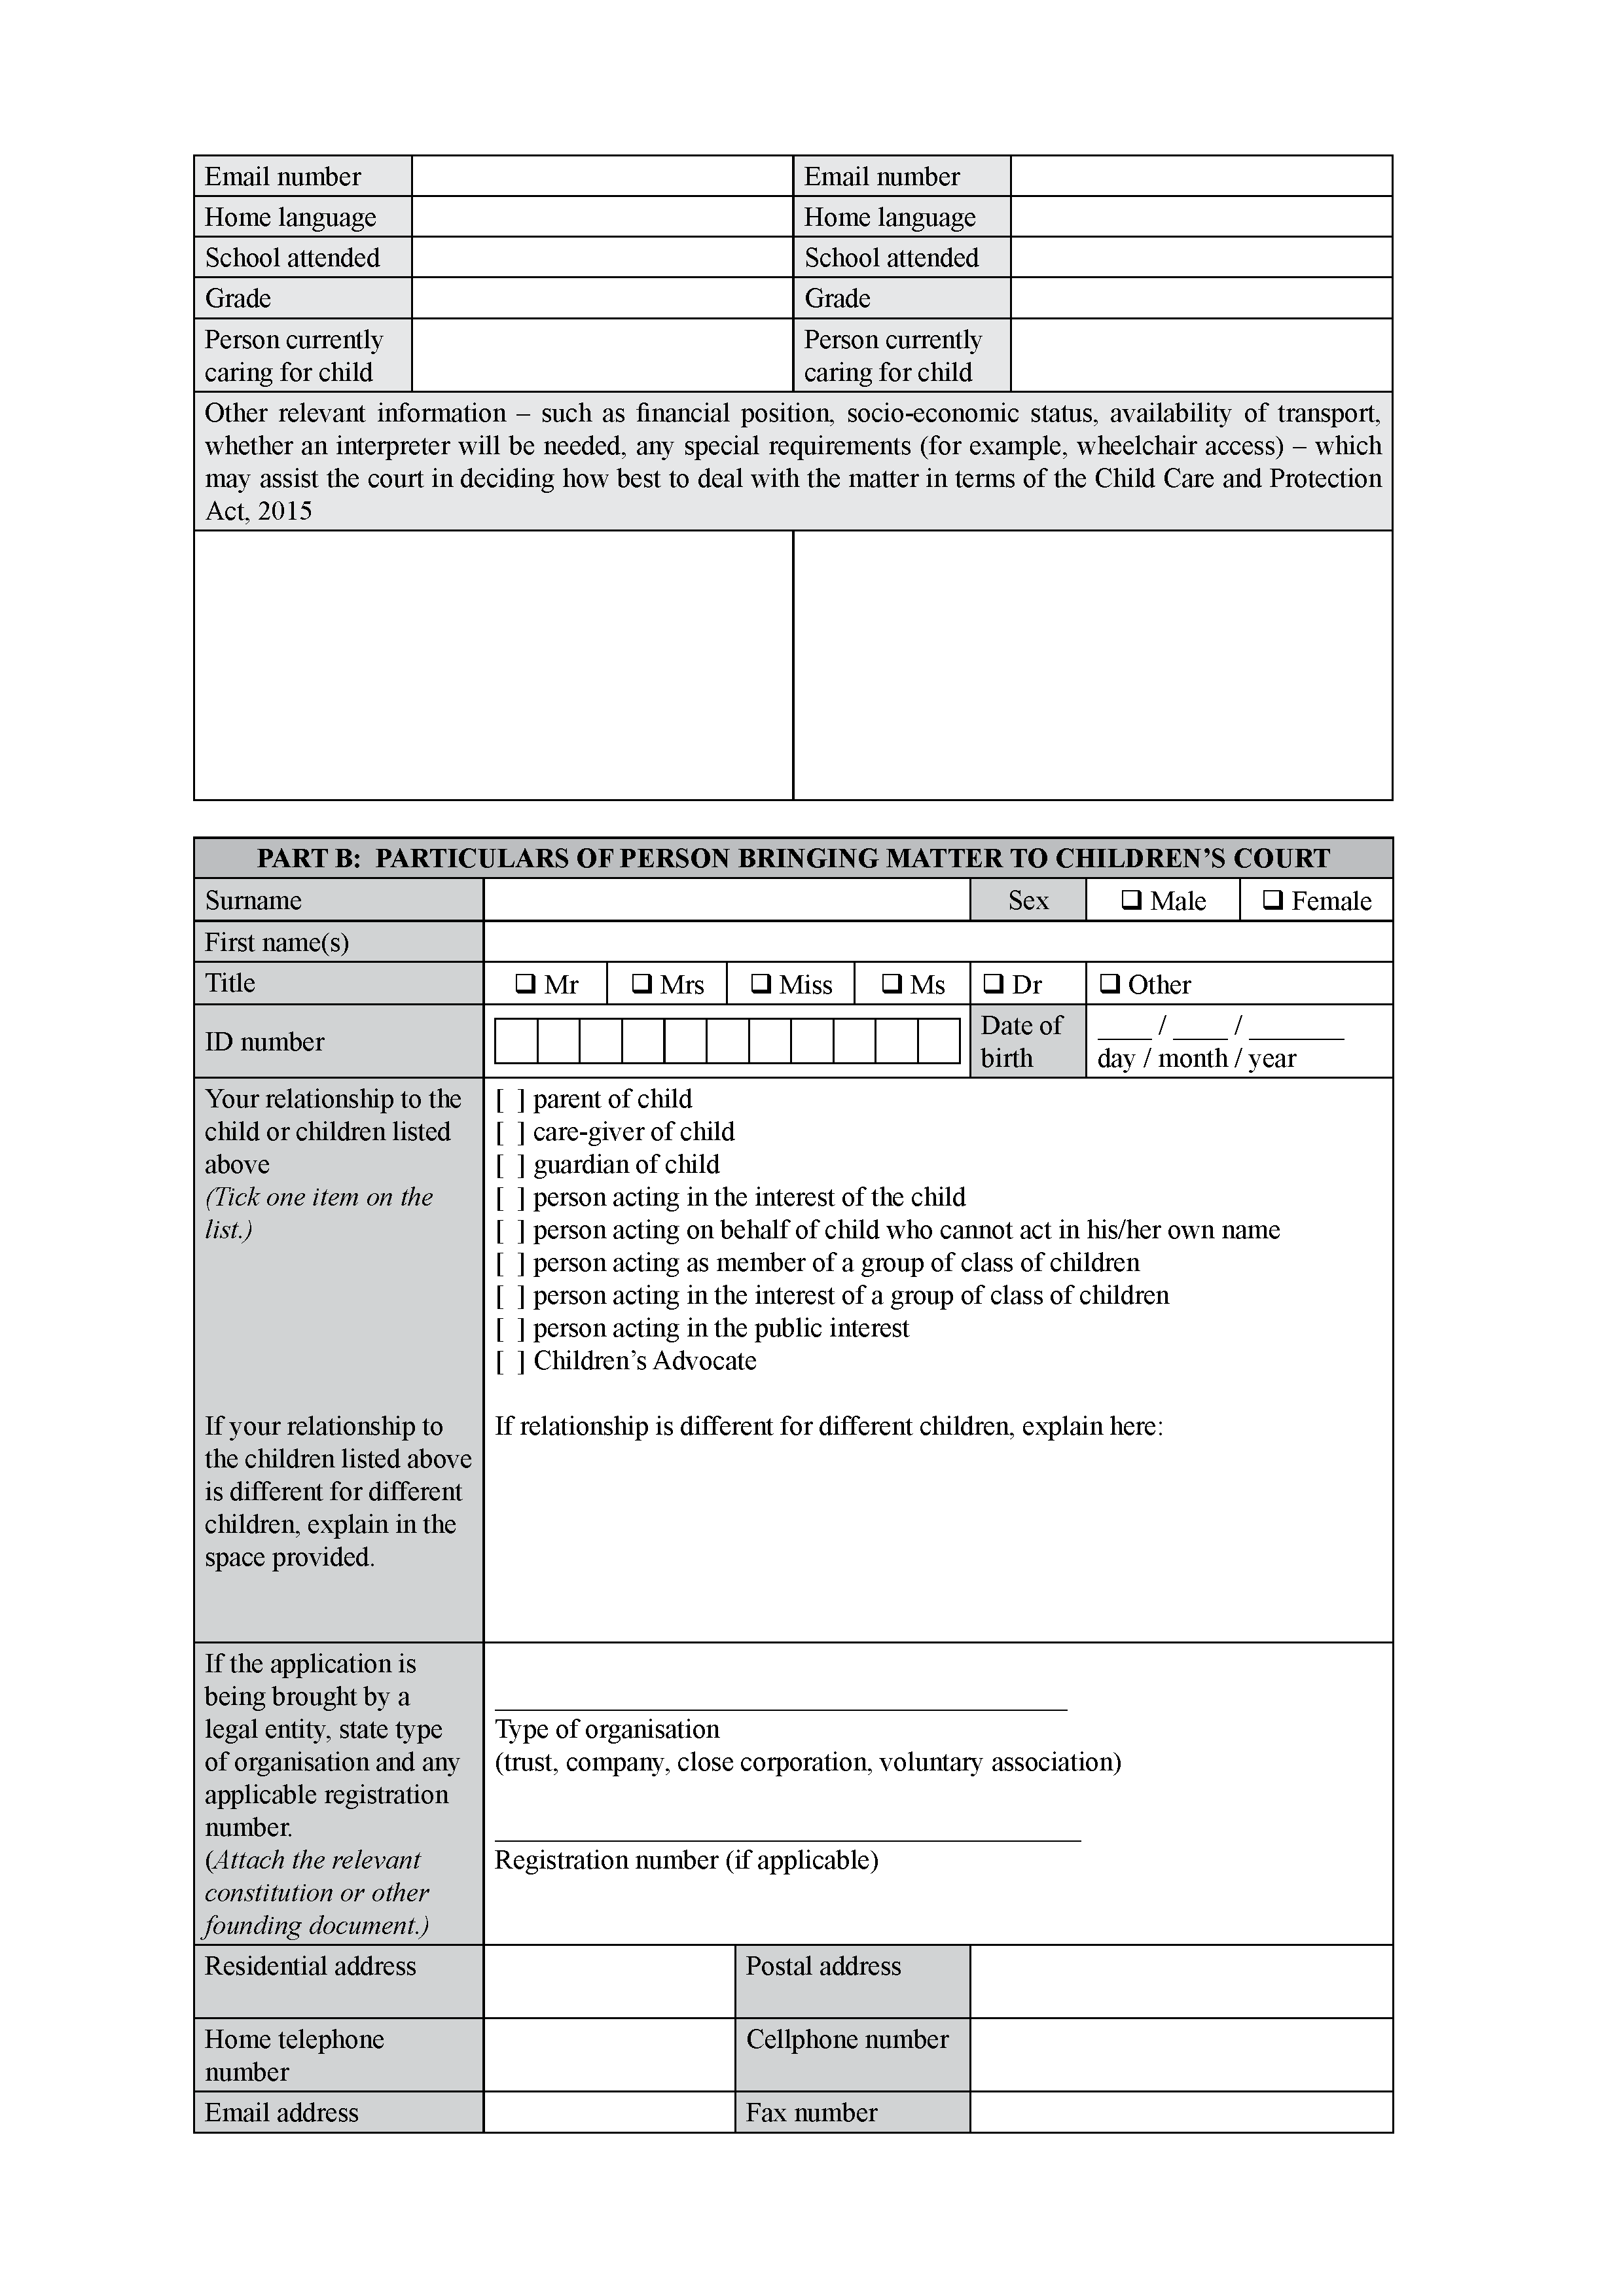 Email number Email number
Home language Home language
School attended School attended
Grade Grade
Person currently Person currently
caring for child caring for child
Other relevant information – such as financial position, socio-economic status, availability of transport,
whether an interpreter will be needed, any special requirements (for example, wheelchair access) – which
may assist the court in deciding how best to deal with the matter in terms of the Child Care and Protection
Act, 2015
PART B: PARTICULARS OF PERSON BRINGING MATTER TO CHILDREN’S COURT
Surname Sex ❑ Male ❑ Female
First name(s)
Title ❑ Mr ❑ Mrs ❑ Miss ❑ Ms ❑ Dr ❑ Other
ID number
Date of
birth
____ / ____ / _______
day / month / year
Your relationship to the
child or children listed
above
(Tick one item on the
list.)
[ ] parent of child
[ ] care-giver of child
[ ] guardian of child
[ ] person acting in the interest of the child
[ ] person acting on behalf of child who cannot act in his/her own name
[ ] person acting as member of a group of class of children
[ ] person acting in the interest of a group of class of children
[ ] person acting in the public interest
[ ] Children’s Advocate
If your relationship to
the children listed above
is different for different
children, explain in the
space provided.
If relationship is different for different children, explain here:
If the application is
being brought by a
legal entity, state type
of organisation and any
applicable registration
number.
(Attach the relevant
constitution or other
founding document.)
Type of organisation
(trust, company, close corporation, voluntary association)
Registration number (if applicable)
Residential address Postal address
Home telephone
number
Cellphone number
Email address Fax number